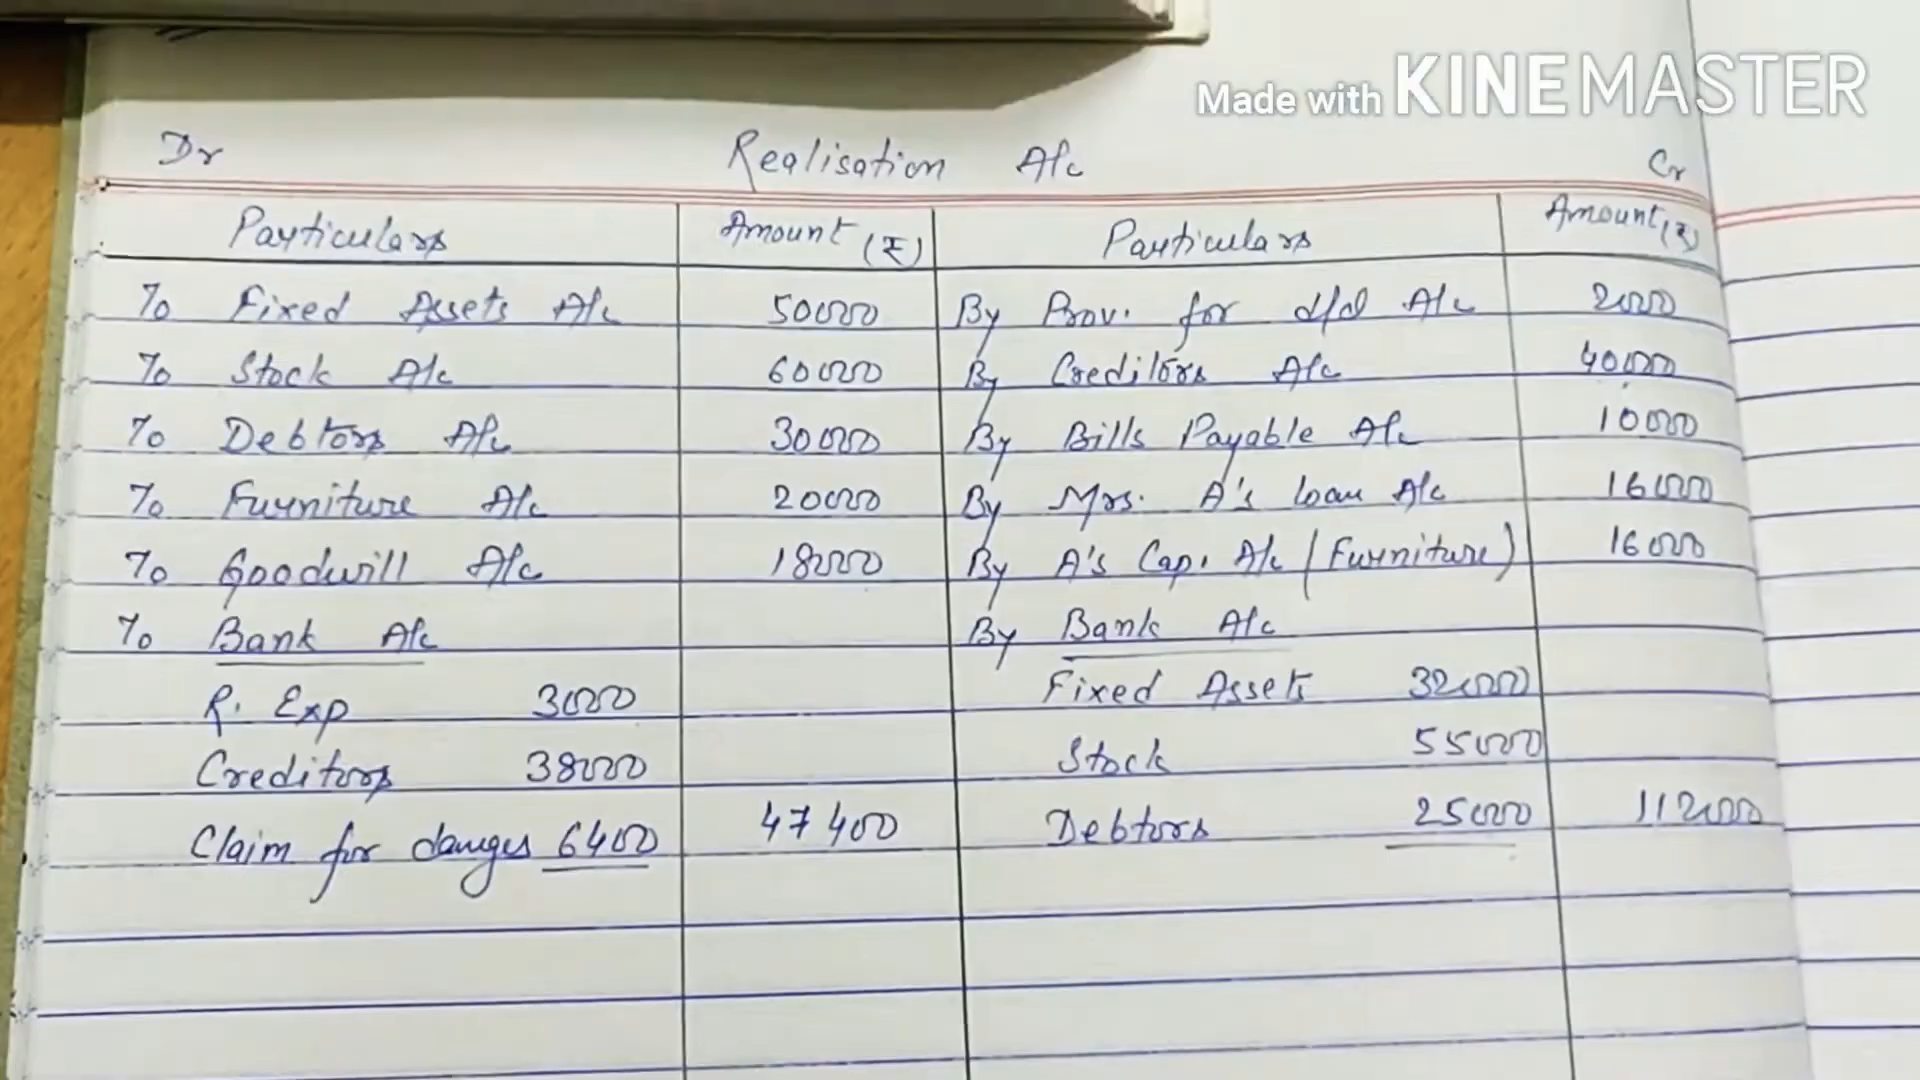 Made with KINEMASTER
Dr Realisation A/c Cr
Particulars Amount (₹) Particulars Amount (₹)
To Fixed Assets A/c 50000 By Prov. for d/d A/c 2000
To Stock A/c 60000 By Creditors A/c 40000
To Debtors A/c 30000 By Bills Payable A/c 10000
To Furniture A/c 20000 By Mrs. A's loan A/c 16000
To Goodwill A/c 18000 By A's Cap. A/c (Furniture) 16000
To Bank A/c By Bank A/c
R. Exp 3000 Fixed Assets 32000
Creditors 38000 Stock 55000
Claim for damges 6400 47400 Debtors 25000 112000